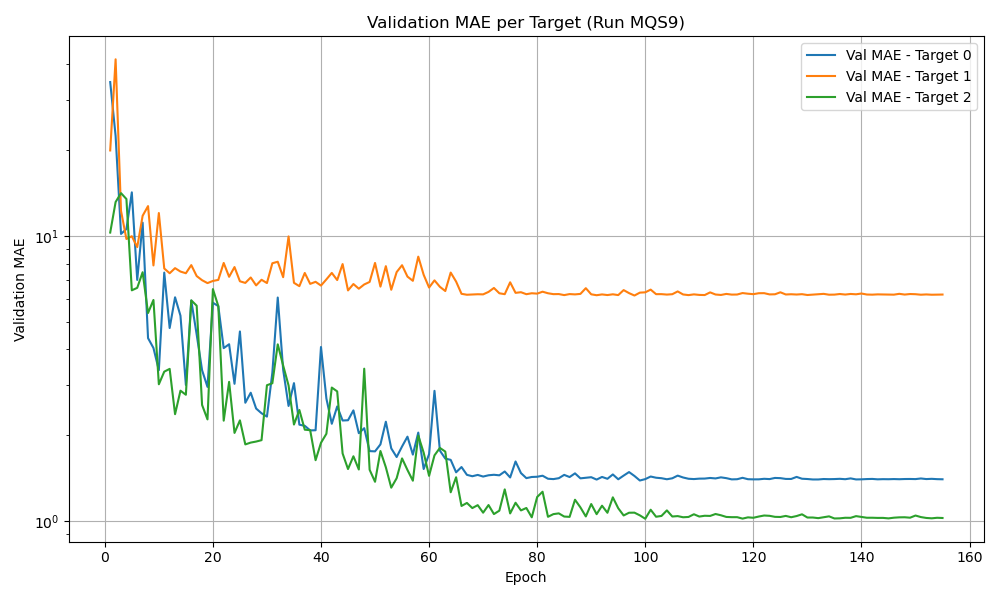 Validation MAE per Target (Run MQS9)
Val MAE - Target 0
Val MAE - Target 1
Val MAE - Target 2
Validation MAE
10¹
10⁰
0 20 40 60 80 100 120 140 160
Epoch